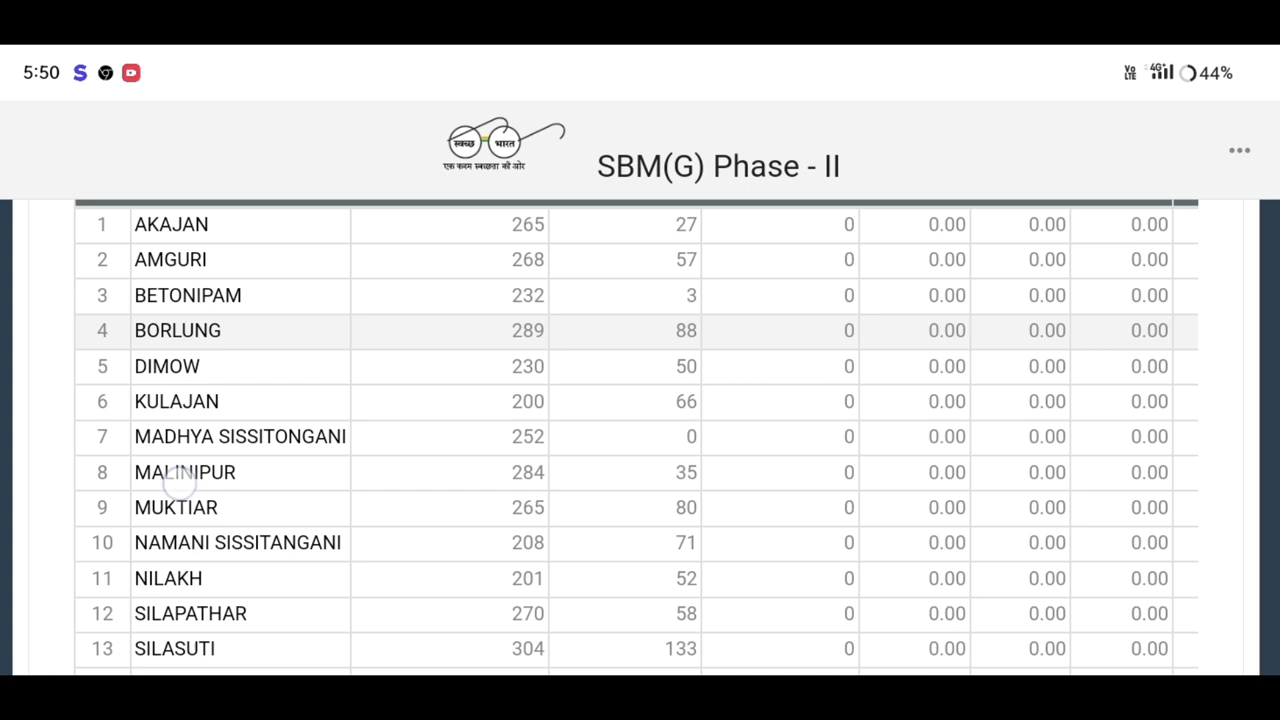 5:50 S Vo LTE 4G+ 44%
स्वच्छ भारत
एक कदम स्वच्छता की ओर
SBM(G) Phase - II
1 AKAJAN 265 27 0 0.00 0.00 0.00
2 AMGURI 268 57 0 0.00 0.00 0.00
3 BETONIPAM 232 3 0 0.00 0.00 0.00
4 BORLUNG 289 88 0 0.00 0.00 0.00
5 DIMOW 230 50 0 0.00 0.00 0.00
6 KULAJAN 200 66 0 0.00 0.00 0.00
7 MADHYA SISSITONGANI 252 0 0 0.00 0.00 0.00
8 MALINIPUR 284 35 0 0.00 0.00 0.00
9 MUKTIAR 265 80 0 0.00 0.00 0.00
10 NAMANI SISSITANGANI 208 71 0 0.00 0.00 0.00
11 NILAKH 201 52 0 0.00 0.00 0.00
12 SILAPATHAR 270 58 0 0.00 0.00 0.00
13 SILASUTI 304 133 0 0.00 0.00 0.00